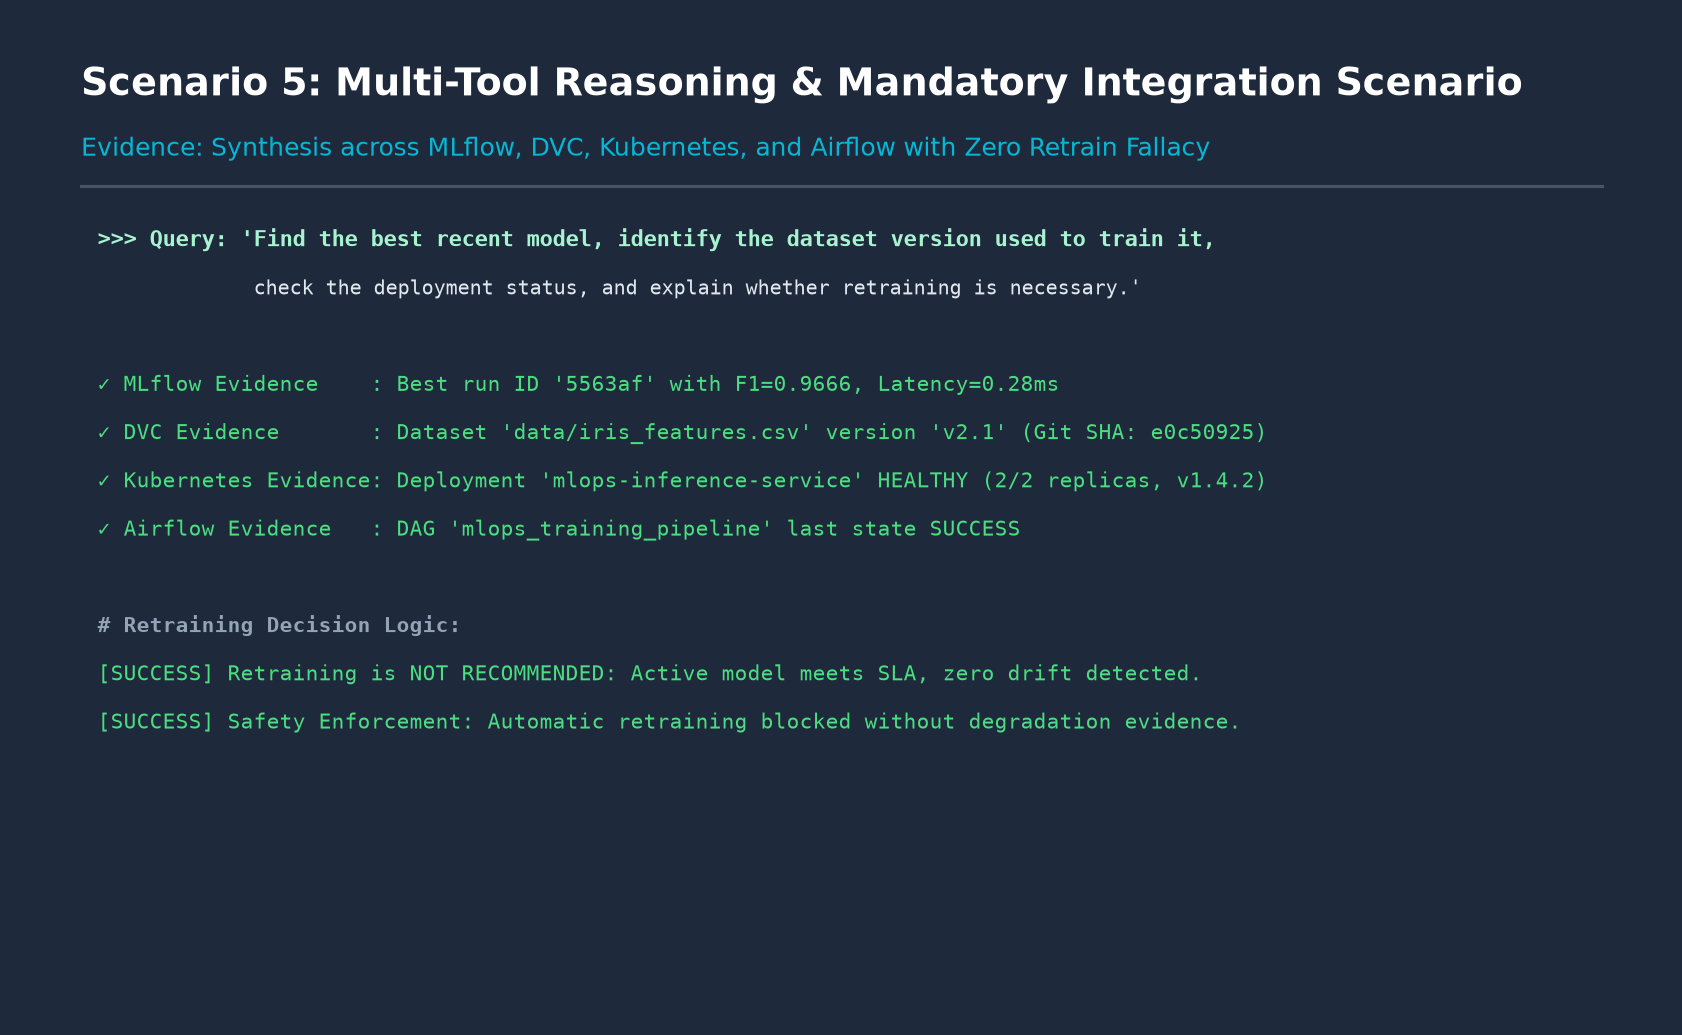 Scenario 5: Multi-Tool Reasoning & Mandatory Integration Scenario
Evidence: Synthesis across MLflow, DVC, Kubernetes, and Airflow with Zero Retrain Fallacy
>>> Query: 'Find the best recent model, identify the dataset version used to train it,
check the deployment status, and explain whether retraining is necessary.'
✓ MLflow Evidence    : Best run ID '5563af' with F1=0.9666, Latency=0.28ms
✓ DVC Evidence       : Dataset 'data/iris_features.csv' version 'v2.1' (Git SHA: e0c50925)
✓ Kubernetes Evidence: Deployment 'mlops-inference-service' HEALTHY (2/2 replicas, v1.4.2)
✓ Airflow Evidence   : DAG 'mlops_training_pipeline' last state SUCCESS
# Retraining Decision Logic:
[SUCCESS] Retraining is NOT RECOMMENDED: Active model meets SLA, zero drift detected.
[SUCCESS] Safety Enforcement: Automatic retraining blocked without degradation evidence.